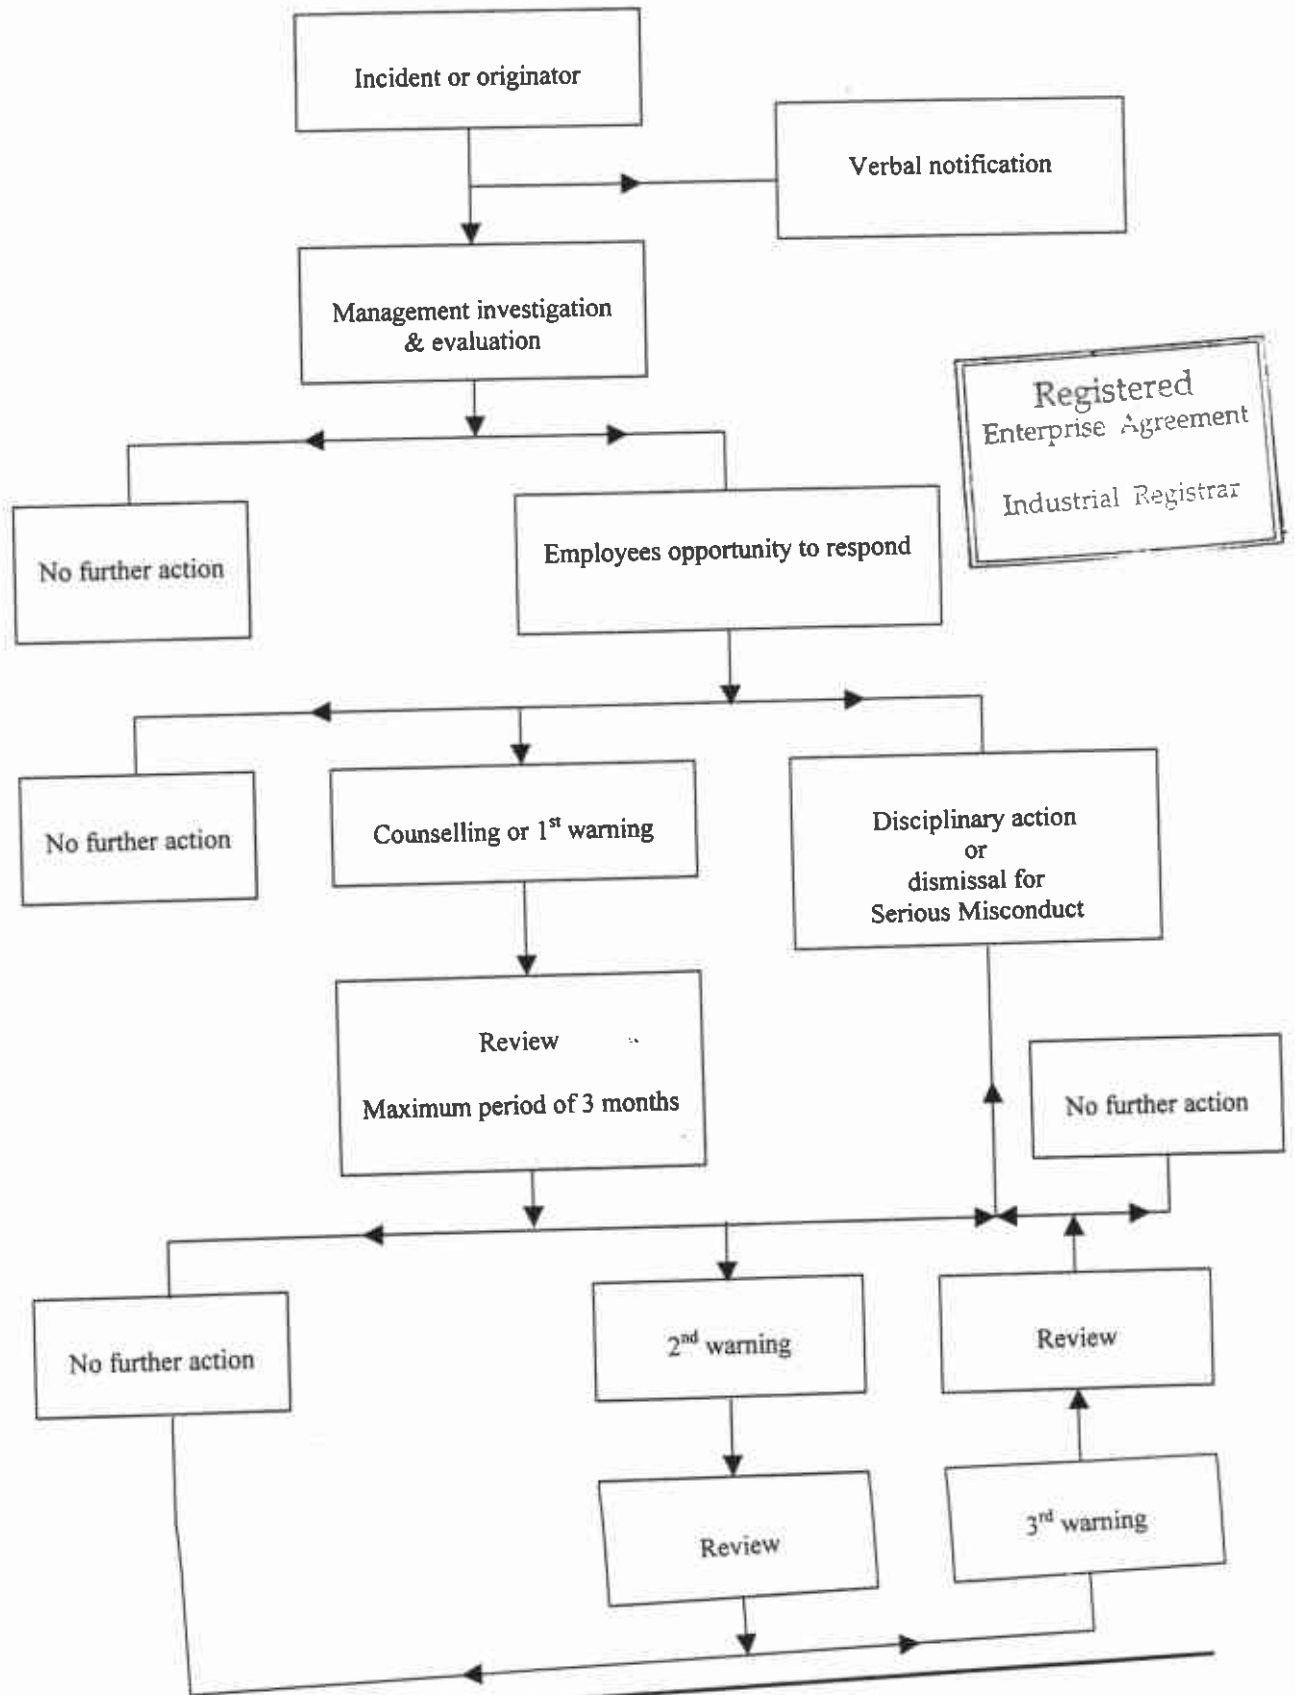 Incident or originator
Verbal notification
Management investigation
& evaluation
Registered
Enterprise Agreement
Industrial Registrar
No further action
Employees opportunity to respond
No further action
Counselling or 1st warning
Disciplinary action
or
dismissal for
Serious Misconduct
Review
Maximum period of 3 months
No further action
No further action
2nd warning
Review
Review
3rd warning